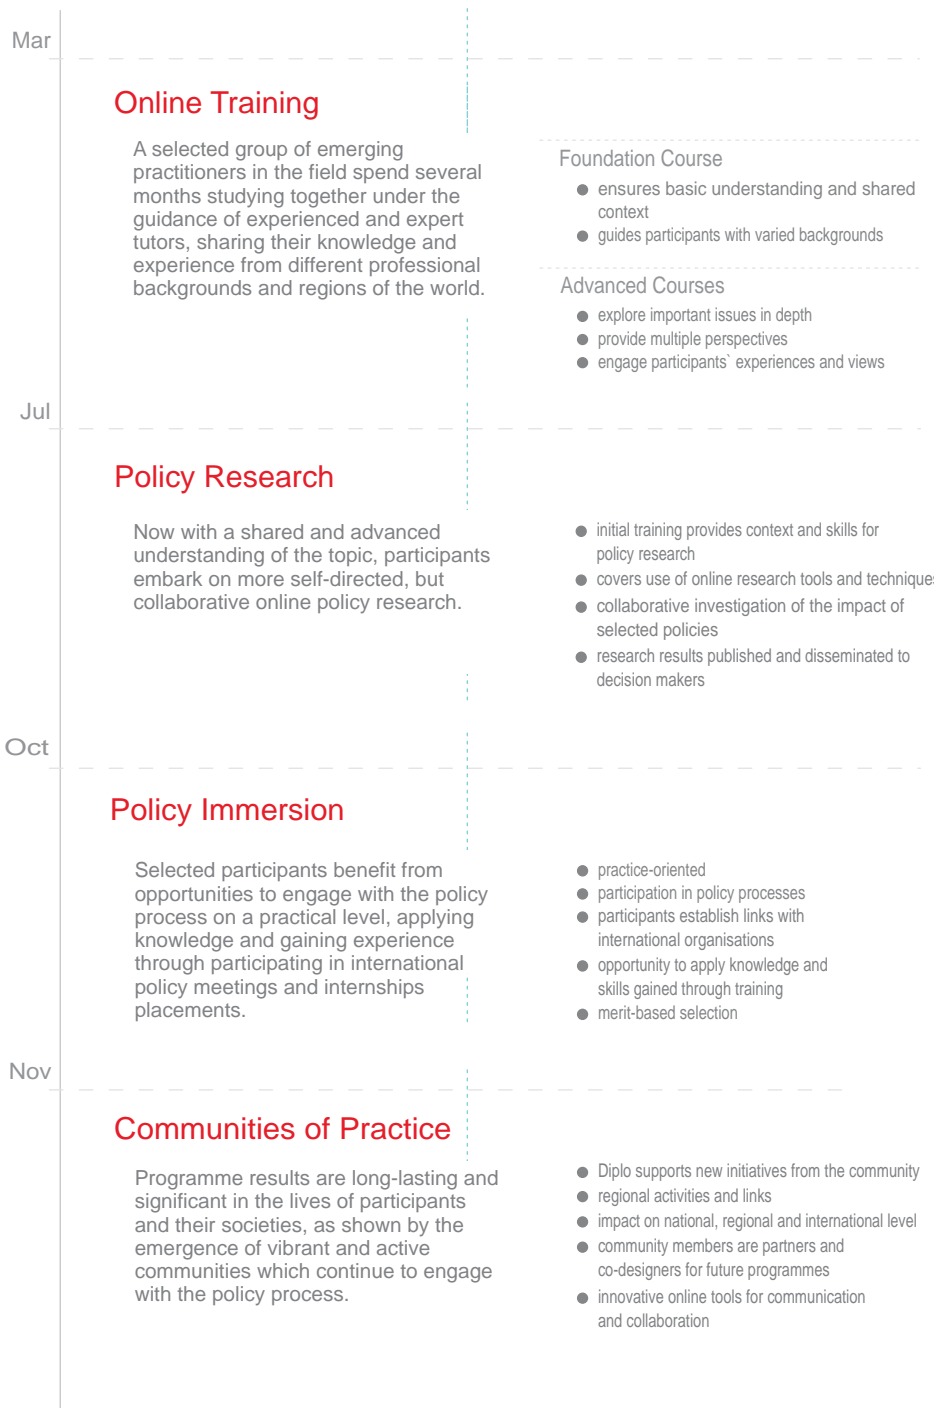 Mar
Online Training
A selected group of emerging
practitioners in the field spend several
months studying together under the
guidance of experienced and expert
tutors, sharing their knowledge and
experience from different professional
backgrounds and regions of the world.
Foundation Course
● ensures basic understanding and shared
context
● guides participants with varied backgrounds
Advanced Courses
● explore important issues in depth
● provide multiple perspectives
● engage participants` experiences and views
Jul
Policy Research
Now with a shared and advanced
understanding of the topic, participants
embark on more self-directed, but
collaborative online policy research.
● initial training provides context and skills for
policy research
● covers use of online research tools and techniques
● collaborative investigation of the impact of
selected policies
● research results published and disseminated to
decision makers
Oct
Policy Immersion
Selected participants benefit from
opportunities to engage with the policy
process on a practical level, applying
knowledge and gaining experience
through participating in international
policy meetings and internships
placements.
● practice-oriented
● participation in policy processes
● participants establish links with
international organisations
● opportunity to apply knowledge and
skills gained through training
● merit-based selection
Nov
Communities of Practice
Programme results are long-lasting and
significant in the lives of participants
and their societies, as shown by the
emergence of vibrant and active
communities which continue to engage
with the policy process.
● Diplo supports new initiatives from the community
● regional activities and links
● impact on national, regional and international level
● community members are partners and
co-designers for future programmes
● innovative online tools for communication
and collaboration